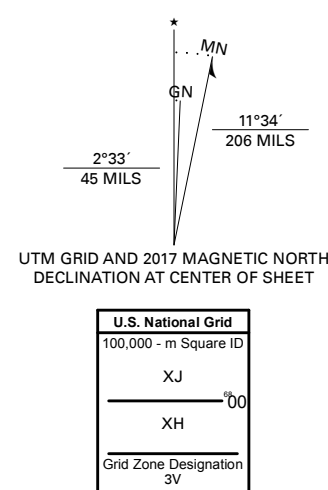 ★
MN
GN
11°34´
206 MILS
2°33´
45 MILS
UTM GRID AND 2017 MAGNETIC NORTH
DECLINATION AT CENTER OF SHEET
U.S. National Grid
100,000 - m Square ID
XJ
6800
XH
Grid Zone Designation
3V